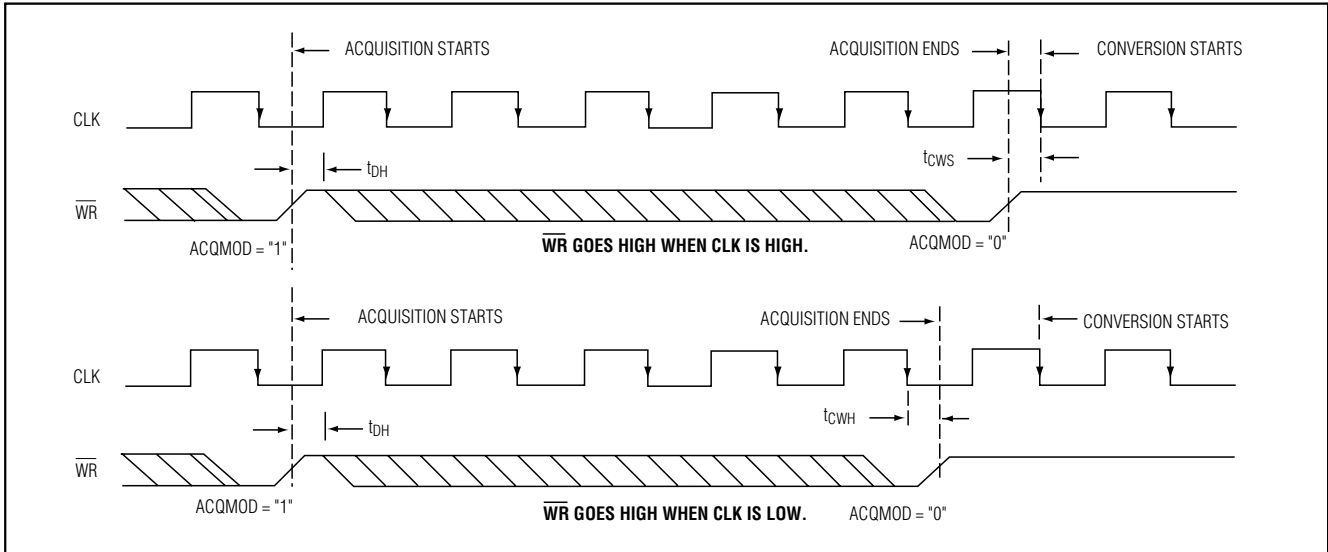 ACQUISITION STARTS
ACQUISITION ENDS
CONVERSION STARTS
CLK
tDH
tCWS
WR
ACQMOD = "1"
WR GOES HIGH WHEN CLK IS HIGH.
ACQMOD = "0"
ACQUISITION STARTS
ACQUISITION ENDS
CONVERSION STARTS
CLK
tDH
tCWH
WR
ACQMOD = "1"
WR GOES HIGH WHEN CLK IS LOW.
ACQMOD = "0"